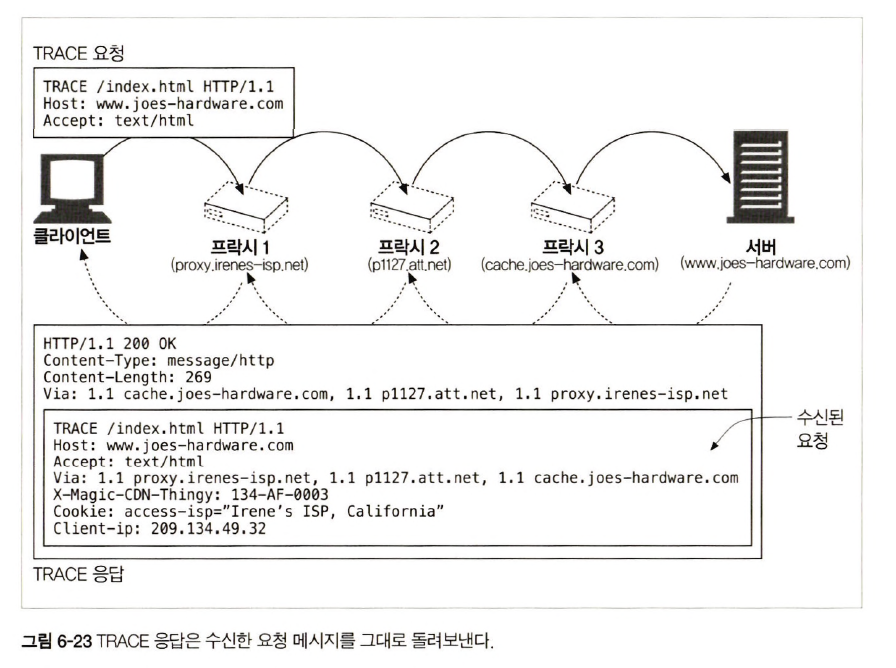 TRACE 요청
TRACE /index.html HTTP/1.1
Host: www.joes-hardware.com
Accept: text/html
클라이언트
프락시 1
(proxy.irenes-isp.net)
프락시 2
(p1127.att.net)
프락시 3
(cache.joes-hardware.com)
서버
(www.joes-hardware.com)
HTTP/1.1 200 OK
Content-Type: message/http
Content-Length: 269
Via: 1.1 cache.joes-hardware.com, 1.1 p1127.att.net, 1.1 proxy.irenes-isp.net
TRACE /index.html HTTP/1.1
Host: www.joes-hardware.com
Accept: text/html
Via: 1.1 proxy.irenes-isp.net, 1.1 p1127.att.net, 1.1 cache.joes-hardware.com
X-Magic-CDN-Thingy: 134-AF-0003
Cookie: access-isp="Irene's ISP, California"
Client-ip: 209.134.49.32
수신된
요청
TRACE 응답
그림 6-23 TRACE 응답은 수신한 요청 메시지를 그대로 돌려보낸다.